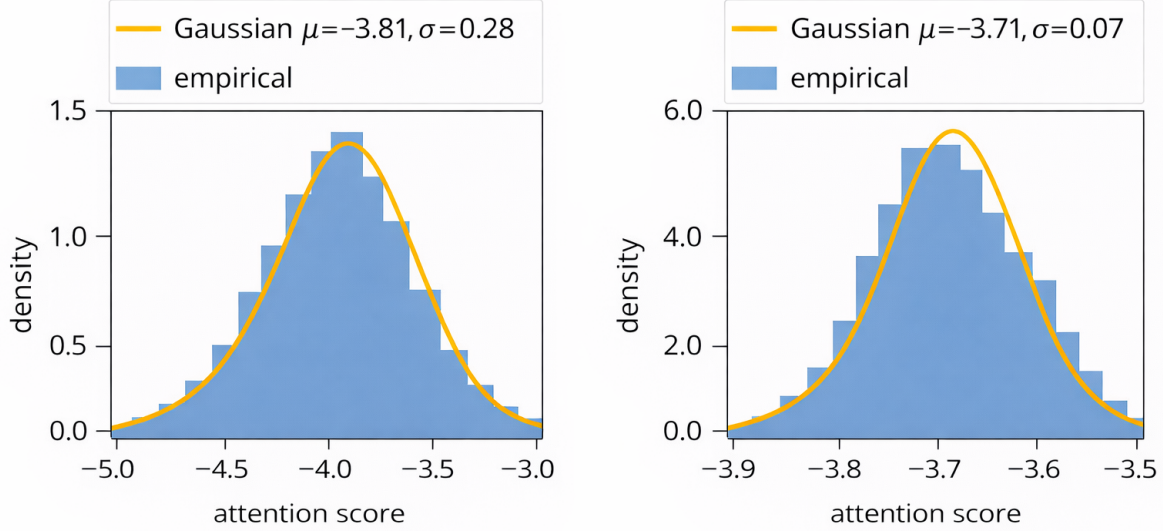 Gaussian μ=−3.81, σ=0.28
empirical
1.5
1.0
0.5
0.0
density
−5.0 −4.5 −4.0 −3.5 −3.0
attention score
Gaussian μ=−3.71, σ=0.07
empirical
6.0
4.0
2.0
0.0
density
−3.9 −3.8 −3.7 −3.6 −3.5
attention score